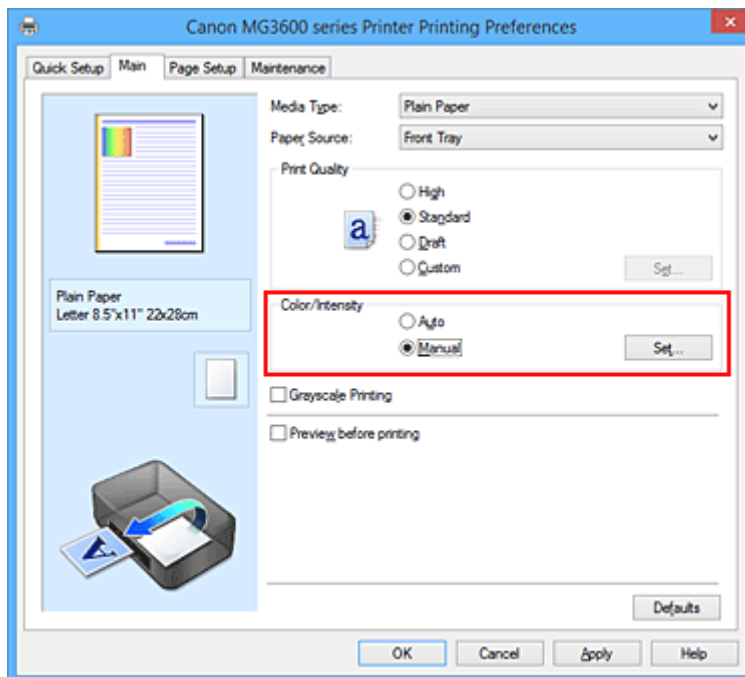 Canon MG3600 series Printer Printing Preferences
Quick Setup Main Page Setup Maintenance
Media Type: Plain Paper
Paper Source: Front Tray
Print Quality
High
a Standard
Draft
Custom Set...
Plain Paper
Letter 8.5"x11" 22x28cm
Color/Intensity
Auto
Manual Set...
Grayscale Printing
Preview before printing
A
Defaults
OK Cancel Apply Help